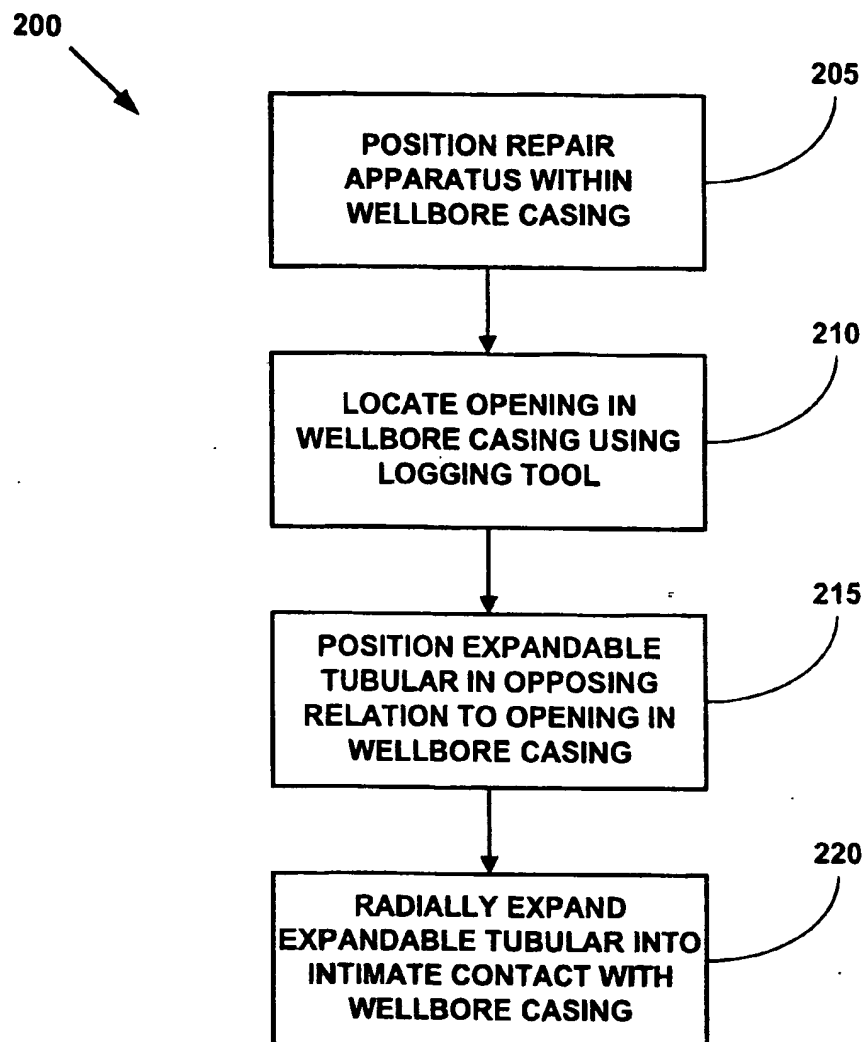 200
205
POSITION REPAIR
APPARATUS WITHIN
WELLBORE CASING
210
LOCATE OPENING IN
WELLBORE CASING USING
LOGGING TOOL
215
POSITION EXPANDABLE
TUBULAR IN OPPOSING
RELATION TO OPENING IN
WELLBORE CASING
220
RADIALLY EXPAND
EXPANDABLE TUBULAR INTO
INTIMATE CONTACT WITH
WELLBORE CASING